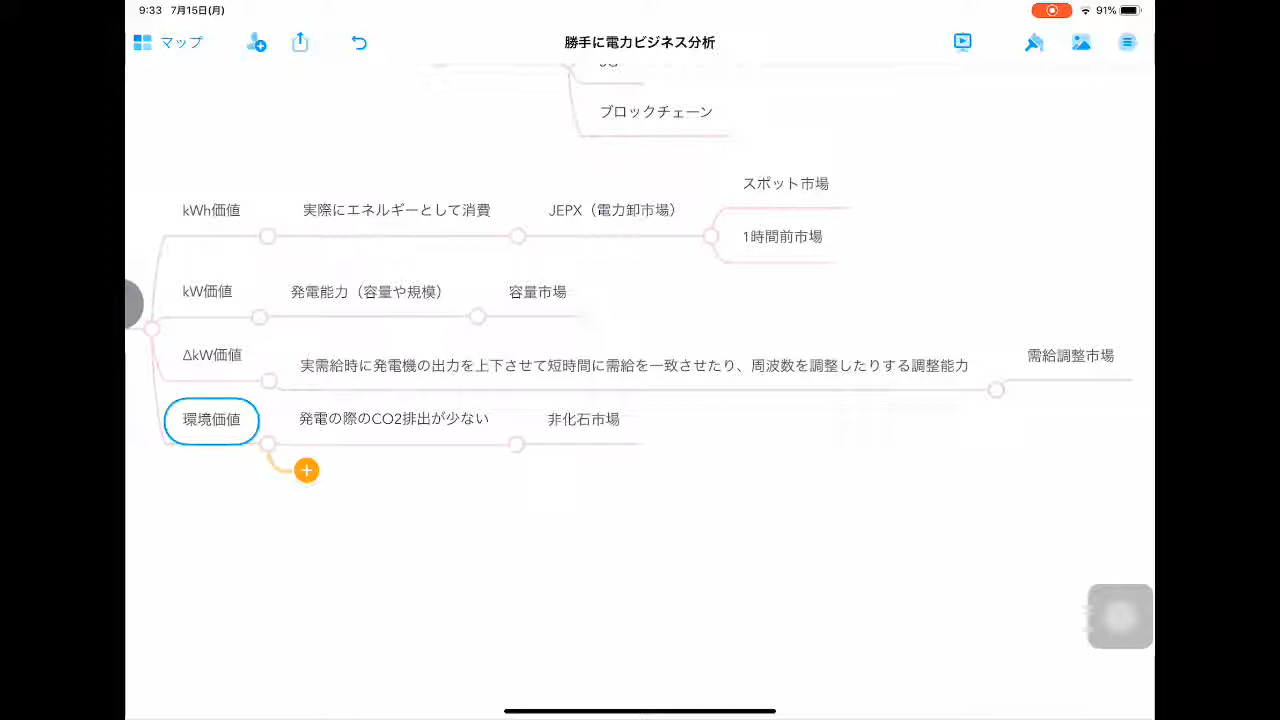 9:33 7月15日(月)
91%
マップ
勝手に電力ビジネス分析
ブロックチェーン
スポット市場
kWh価値
実際にエネルギーとして消費
JEPX（電力卸市場）
1時間前市場
kW価値
発電能力（容量や規模）
容量市場
ΔkW価値
実需給時に発電機の出力を上下させて短時間に需給を一致させたり、周波数を調整したりする調整能力
需給調整市場
環境価値
発電の際のCO2排出が少ない
非化石市場